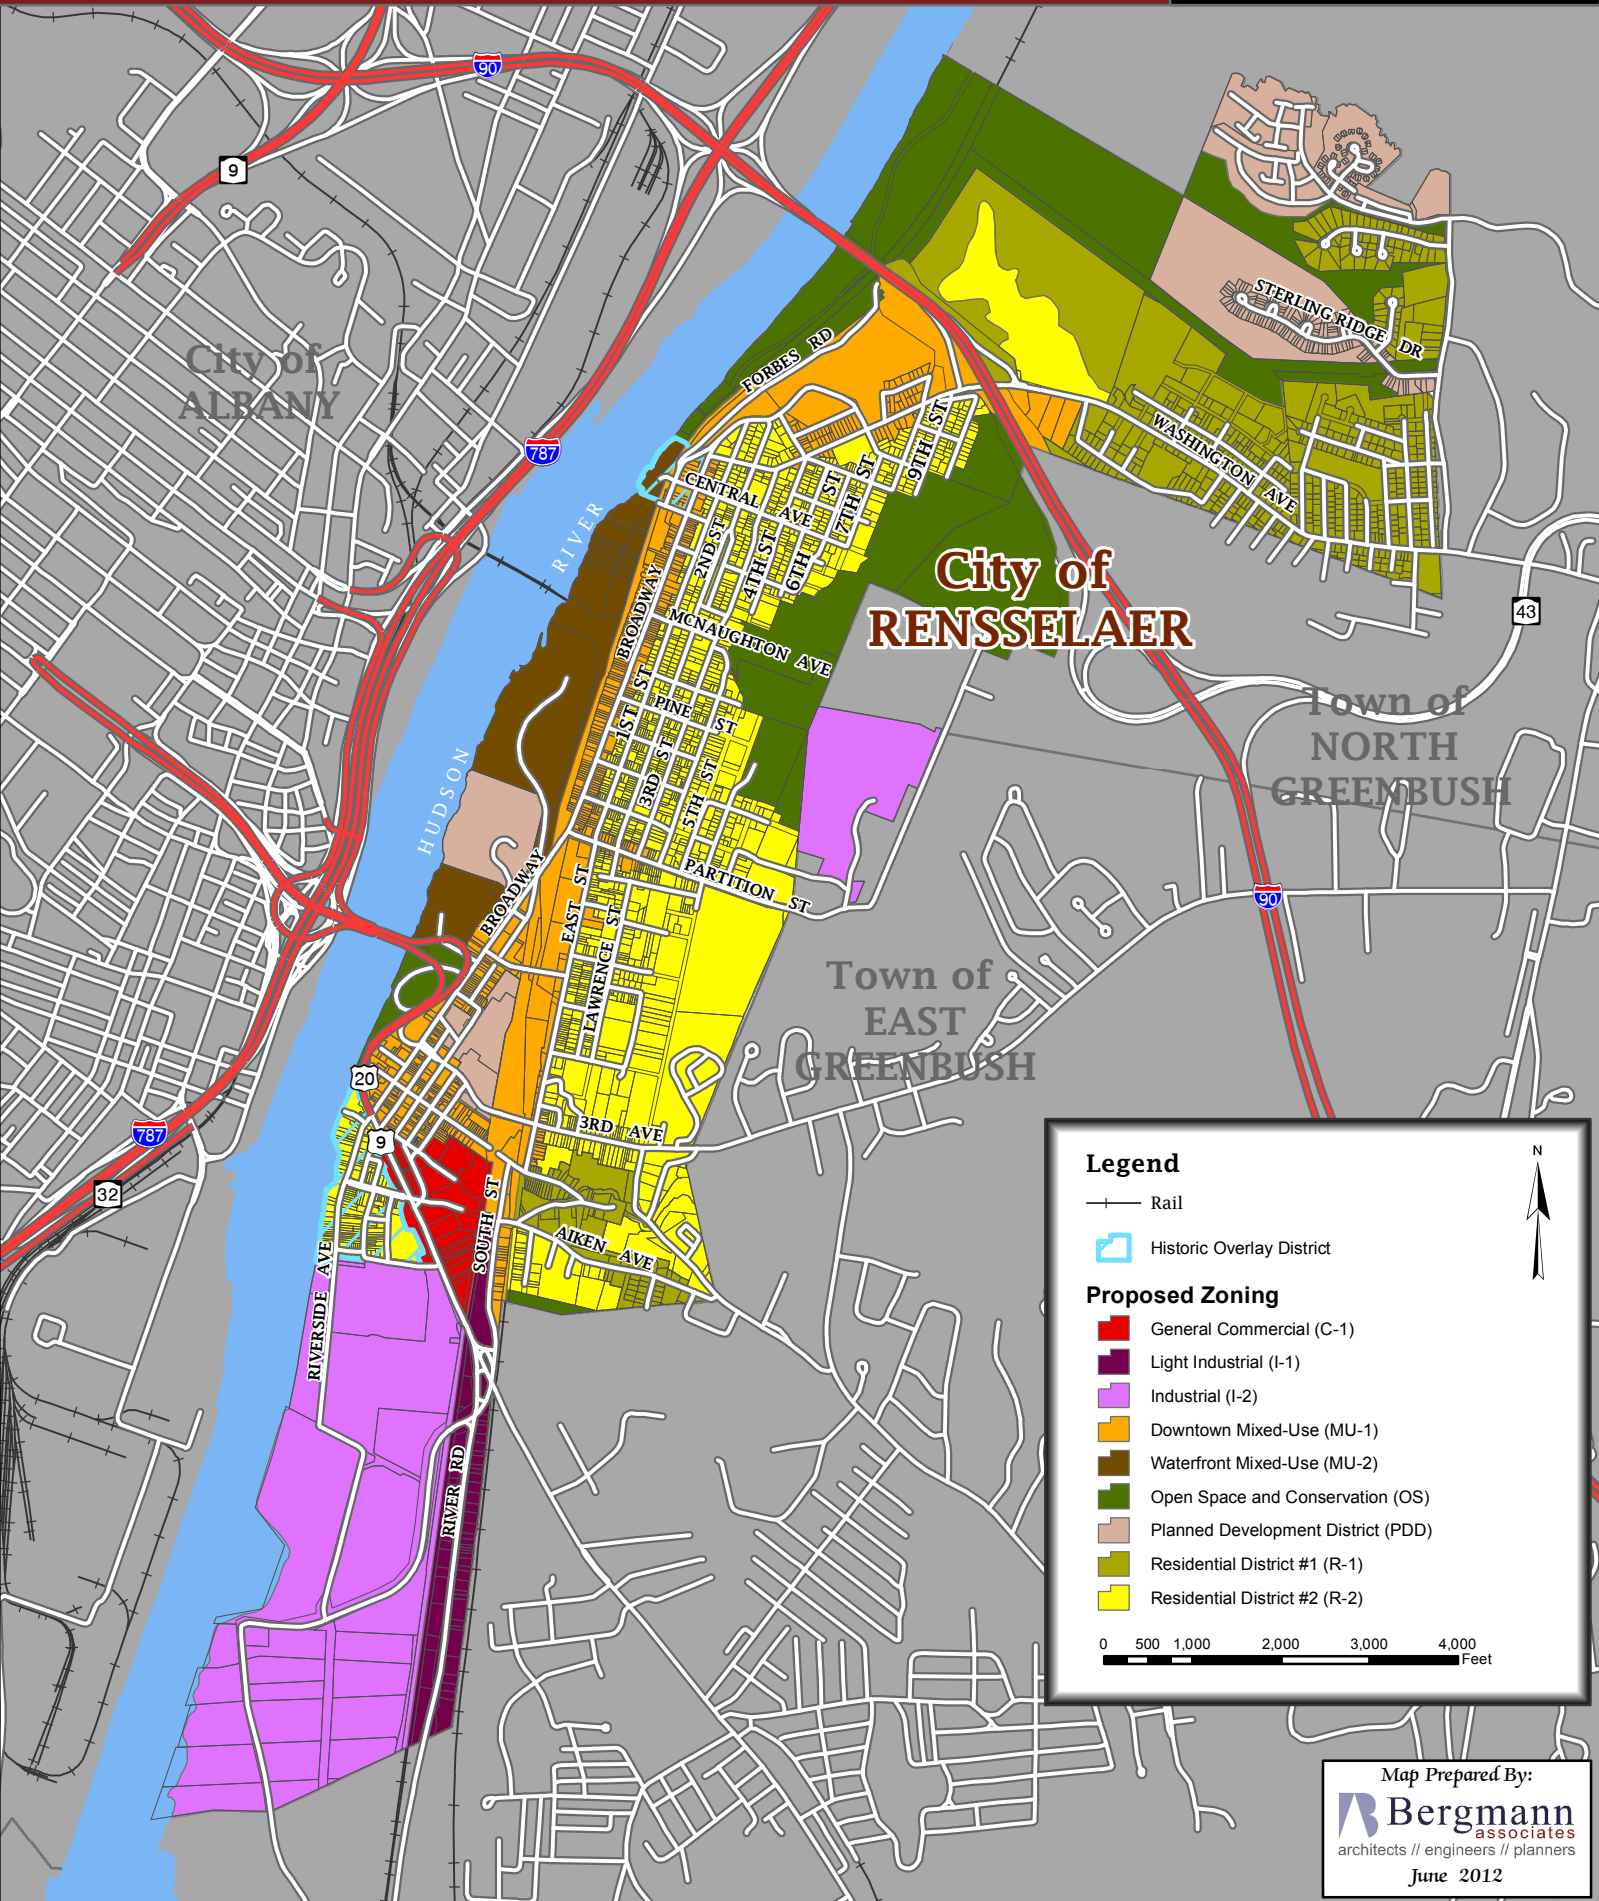 90
9
City of
ALBANY
787
RIVER
HUDSON
FORBES RD
STERLING RIDGE DR
WASHINGTON AVE
9TH ST
7TH ST
ST
6TH
CENTRAL AVE
2ND ST
4TH ST
City of
RENSSELAER
43
BROADWAY
MCNAUGHTON AVE
1ST ST
PINE ST
3RD ST
5TH ST
Town of
NORTH
GREENBUSH
PARTITION ST
90
BROADWAY
EAST ST
LAWRENCE ST
Town of
EAST
GREENBUSH
20
787
9
32
3RD AVE
SOUTH ST
AIKEN AVE
RIVERSIDE AVE
RIVER RD
Legend
N
Rail
Historic Overlay District
Proposed Zoning
General Commercial (C-1)
Light Industrial (I-1)
Industrial (I-2)
Downtown Mixed-Use (MU-1)
Waterfront Mixed-Use (MU-2)
Open Space and Conservation (OS)
Planned Development District (PDD)
Residential District #1 (R-1)
Residential District #2 (R-2)
0 500 1,000 2,000 3,000 4,000
Feet
Map Prepared By:
Bergmann
associates
architects // engineers // planners
June 2012